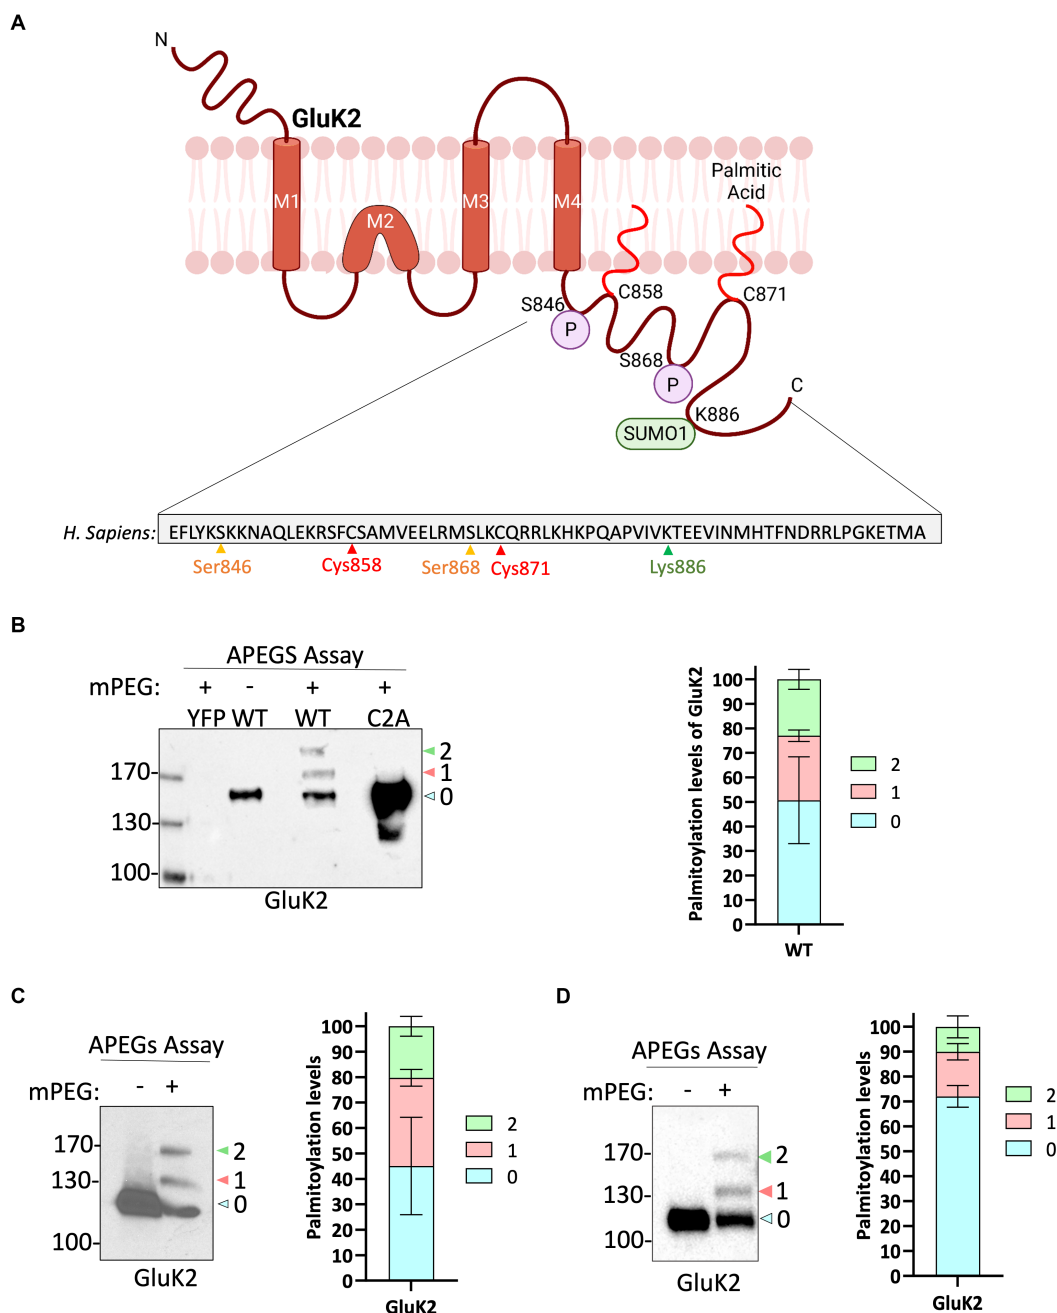 A
N
GluK2
Palmitic
Acid
M1
M2
M3
M4
S846
C858
C871
P
S868
P
C
K886
SUMO1
H. Sapiens: EFLYKSKKNAQLEKRSFCSAMVEELRMSLKCQRRLKHKPQAPVIVKTEEVINMHTFNDRRLPGKETMA
Ser846 Cys858 Ser868 Cys871 Lys886
B
APEGS Assay
mPEG: + - + +
YFP WT WT C2A
170-
130-
100-
2
1
0
GluK2
Palmitoylation levels of GluK2
100
90
80
70
60
50
40
30
20
10
0
WT
2
1
0
C
APEGs Assay
mPEG: - +
170-
130-
100-
2
1
0
GluK2
Palmitoylation levels
100
90
80
70
60
50
40
30
20
10
0
GluK2
2
1
0
D
APEGs Assay
mPEG: - +
170-
130-
100-
2
1
0
GluK2
Palmitoylation levels
100
90
80
70
60
50
40
30
20
10
0
GluK2
2
1
0